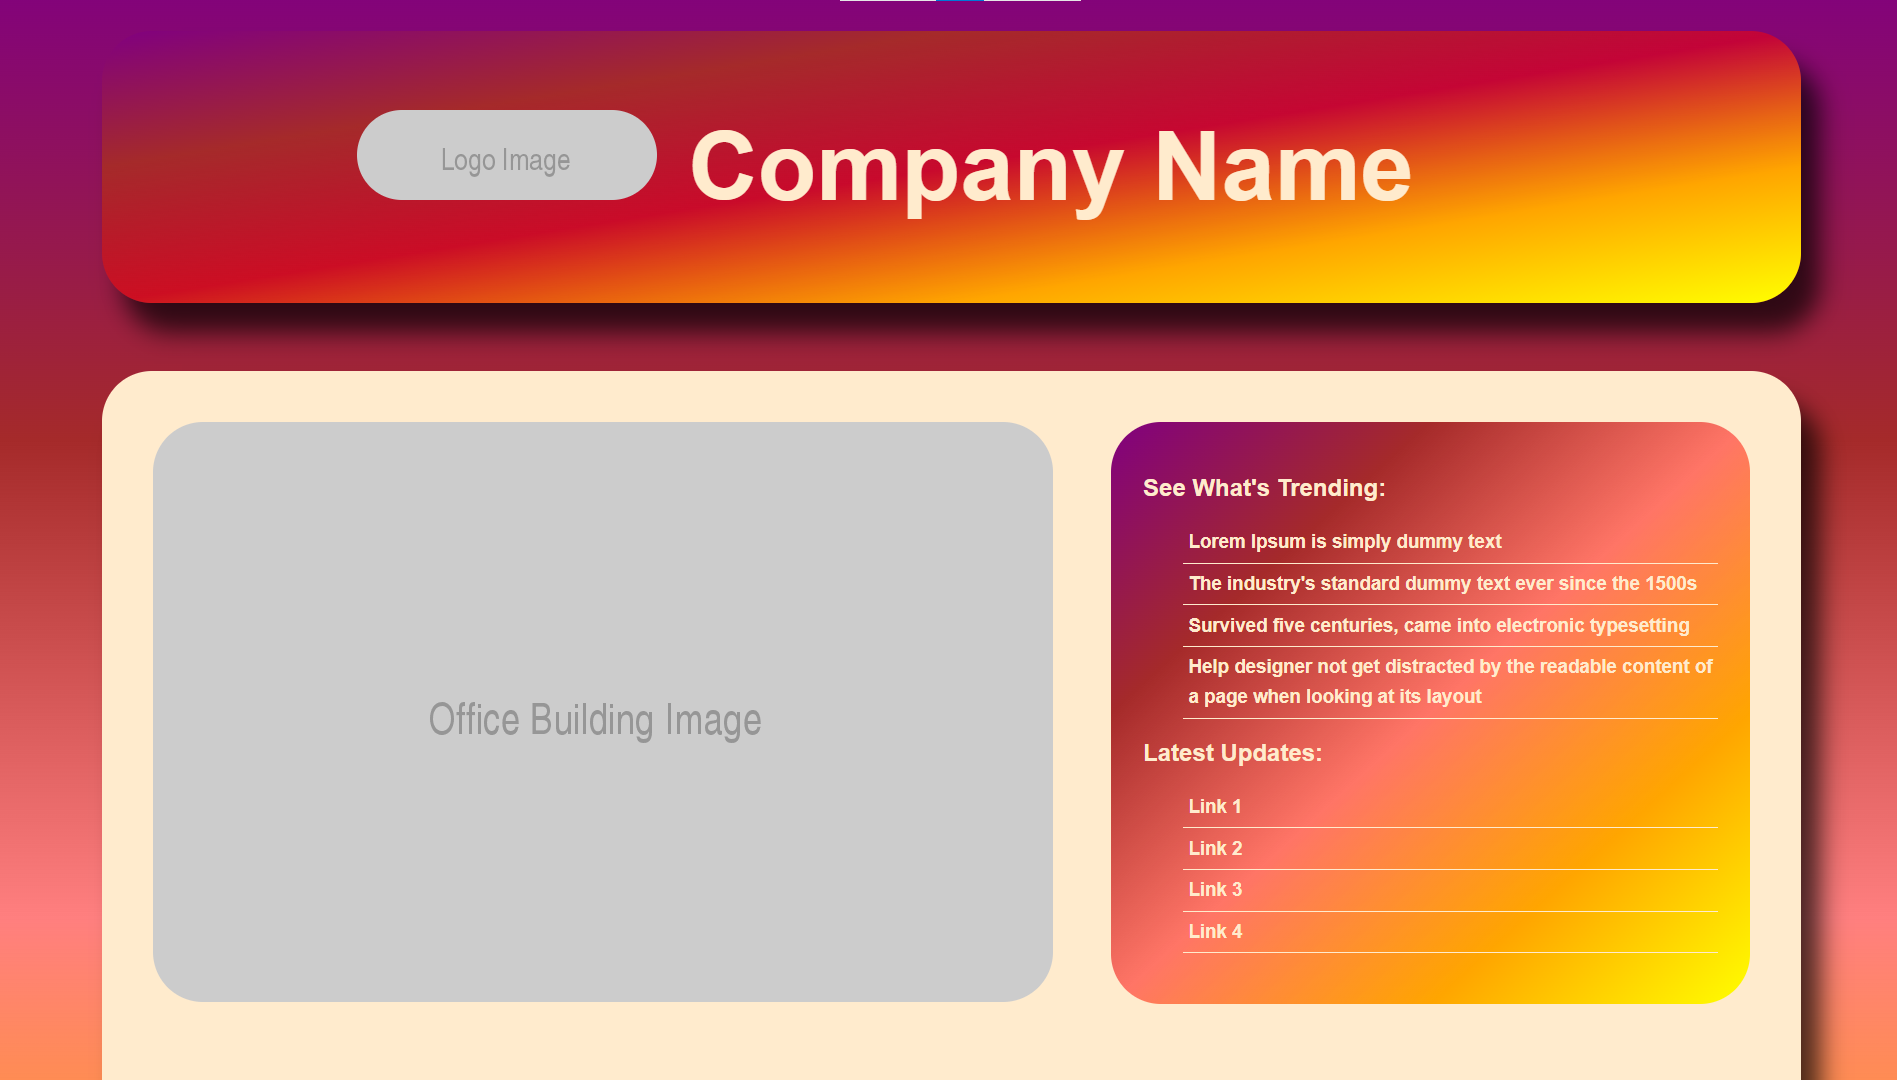 Logo Image
Company Name
Office Building Image
See What's Trending:
Lorem Ipsum is simply dummy text
The industry's standard dummy text ever since the 1500s
Survived five centuries, came into electronic typesetting
Help designer not get distracted by the readable content of
a page when looking at its layout
Latest Updates:
Link 1
Link 2
Link 3
Link 4